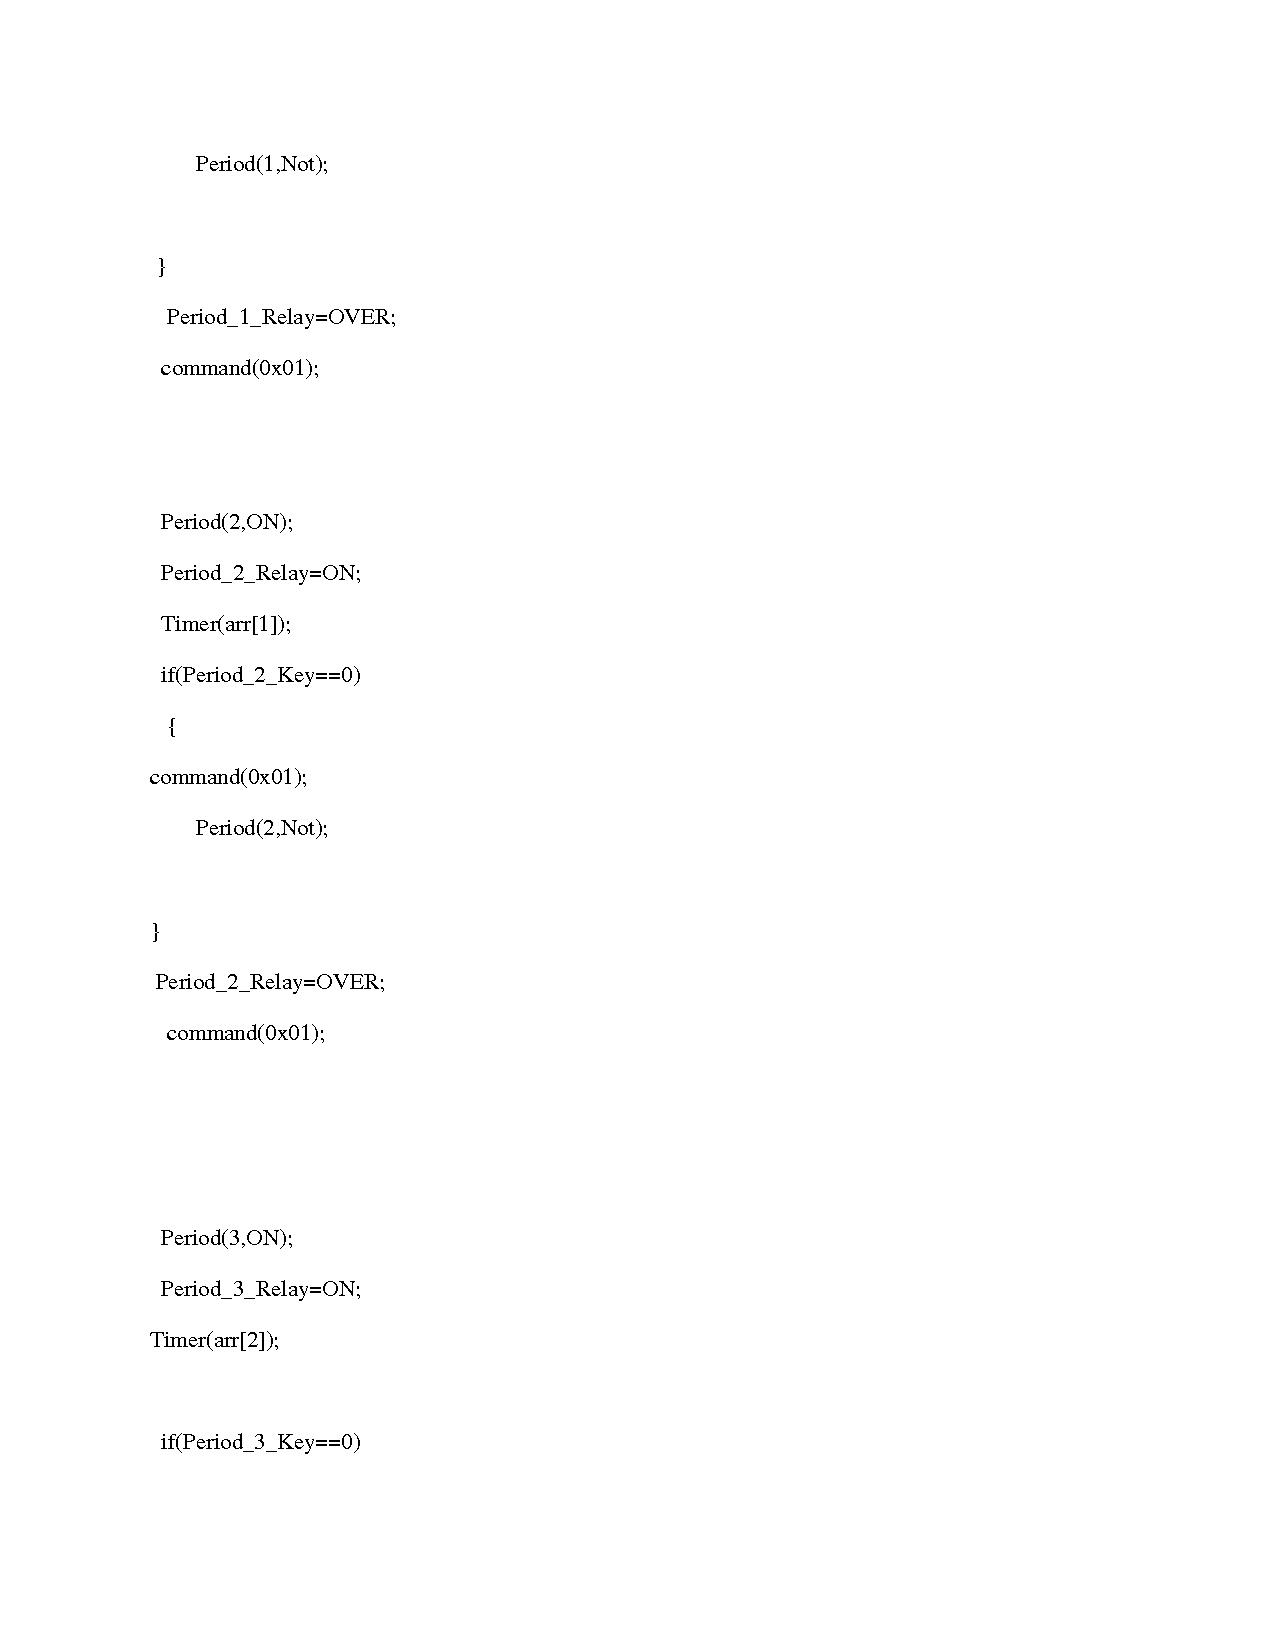 Period(1,Not);
}
Period_1_Relay=OVER;
command(0x01);
Period(2,ON);
Period_2_Relay=ON;
Timer(arr[1]);
if(Period_2_Key==0)
{
command(0x01);
Period(2,Not);
}
Period_2_Relay=OVER;
command(0x01);
Period(3,ON);
Period_3_Relay=ON;
Timer(arr[2]);
if(Period_3_Key==0)